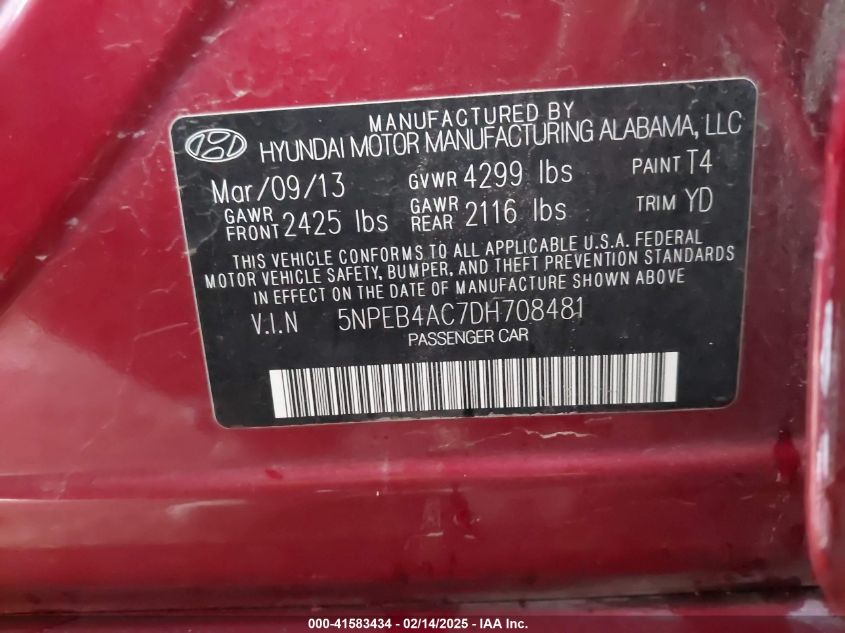 MANUFACTURED BY
HYUNDAI MOTOR MANUFACTURING ALABAMA, LLC
Mar/09/13 GVWR 4299 lbs PAINT T4
GAWR FRONT 2425 lbs GAWR REAR 2116 lbs TRIM YD
THIS VEHICLE CONFORMS TO ALL APPLICABLE U.S.A. FEDERAL
MOTOR VEHICLE SAFETY, BUMPER, AND THEFT PREVENTION STANDARDS
IN EFFECT ON THE DATE OF MANUFACTURE SHOWN ABOVE
V.I.N 5NPEB4AC7DH708481
PASSENGER CAR
000-41583434 - 02/14/2025 - IAA Inc.